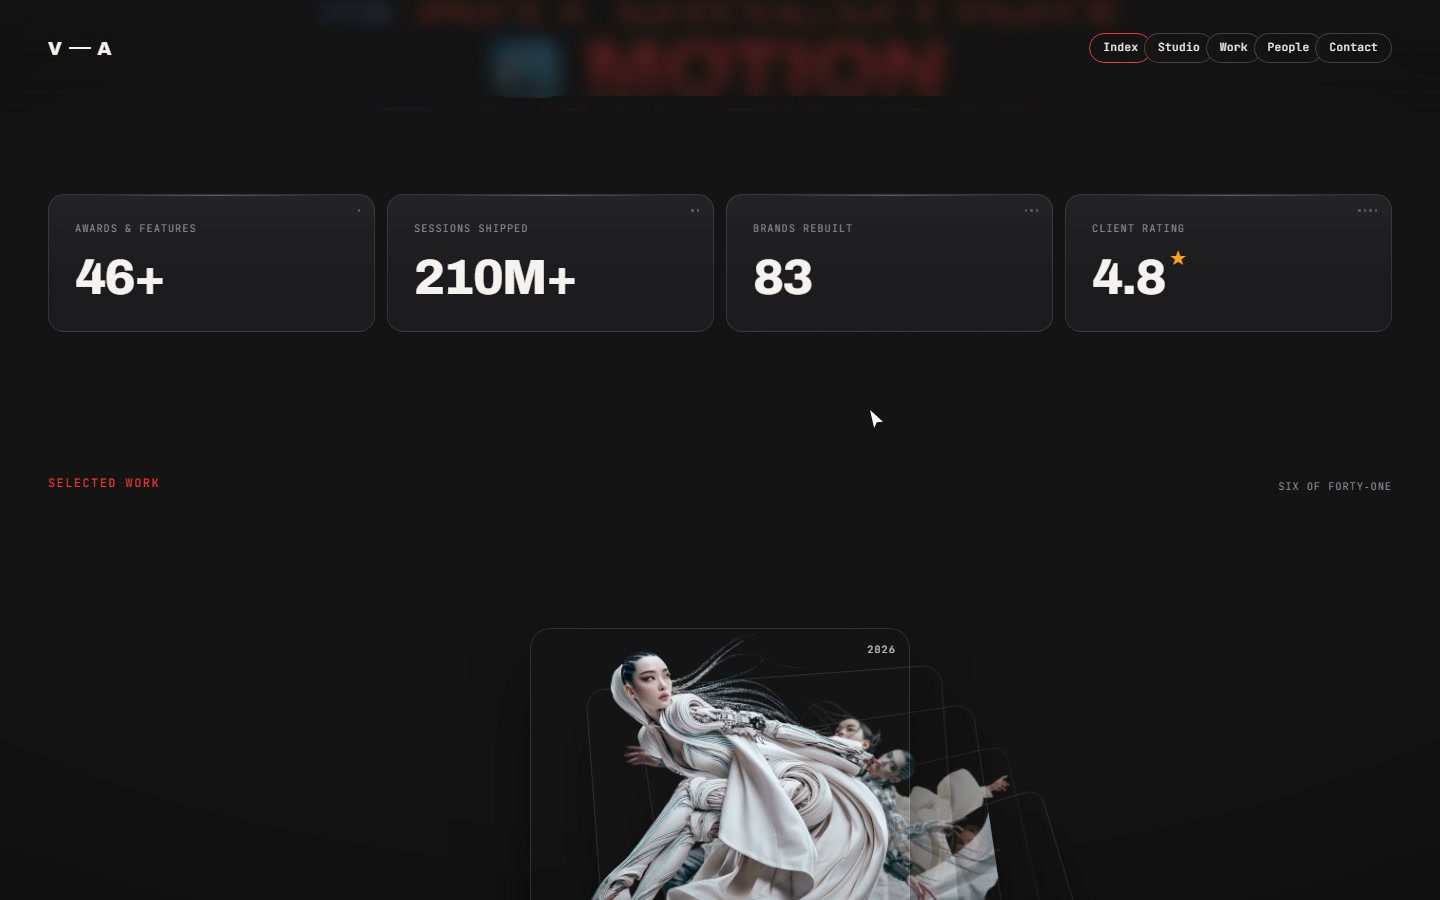 V — A
Index Studio Work People Contact
MOTION
AWARDS & FEATURES
46+
SESSIONS SHIPPED
210M+
BRANDS REBUILT
83
CLIENT RATING
4.8★
SELECTED WORK
SIX OF FORTY-ONE
2026